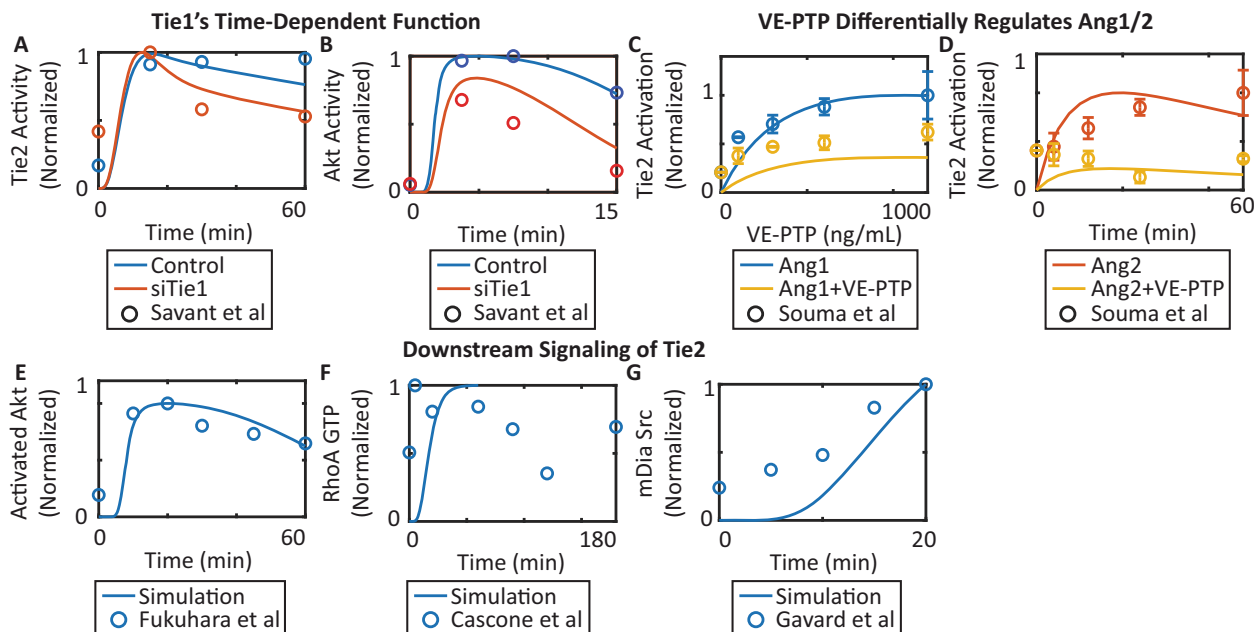 Tie1's Time-Dependent Function
VE-PTP Differentially Regulates Ang1/2
A
Tie2 Activity
(Normalized)
1
0
0
60
Time (min)
Control
siTie1
Savant et al
B
Akt Activity
(Normalized)
1
0
0
15
Time (min)
Control
siTie1
Savant et al
C
Tie2 Activation
(Normalized)
1
0
0
1000
VE-PTP (ng/mL)
Ang1
Ang1+VE-PTP
Souma et al
D
Tie2 Activation
(Normalized)
1
0
0
60
Time (min)
Ang2
Ang2+VE-PTP
Souma et al
Downstream Signaling of Tie2
E
Activated Akt
(Normalized)
1
0
0
60
Time (min)
Simulation
Fukuhara et al
F
RhoA GTP
(Normalized)
1
0
0
180
Time (min)
Simulation
Cascone et al
G
mDia Src
(Normalized)
1
0
0
20
Time (min)
Simulation
Gavard et al